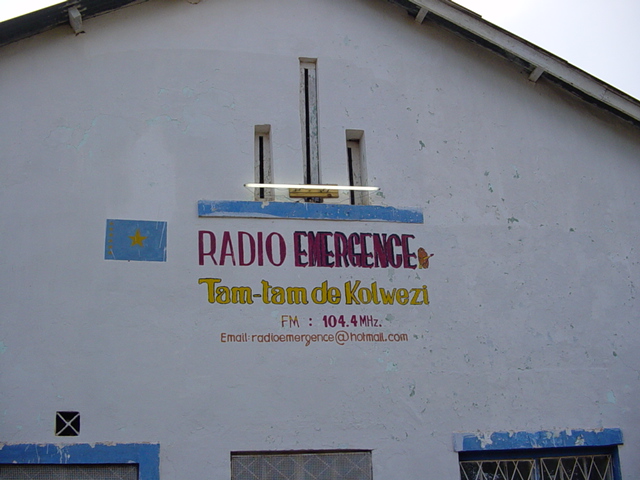 RADIO EMERGENCE
Tam-tam de Kolwezi
FM : 104.4 MHz.
Email: radioemergence@hotmail.com